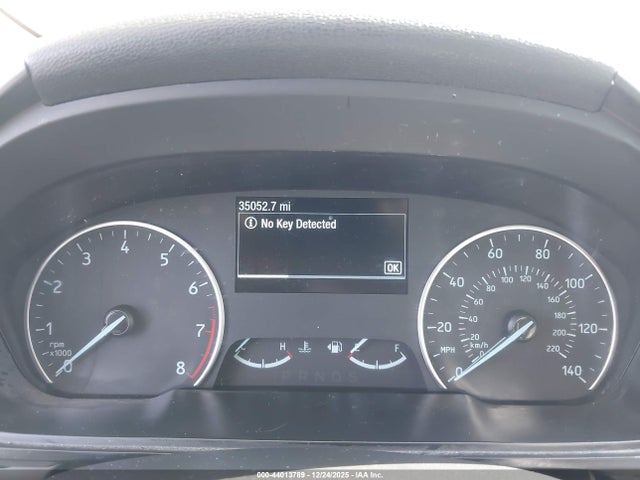 35052.7 mi
No Key Detected
OK
0 1 2 3 4 5 6 7 8
rpm
x1000
H
F
P R N D S
0 20 40 60 80 100 120 140
MPH
0 20 40 60 80 100 120 140 160 180 200 220
km/h
000-44013789 - 12/24/2025 - IAA Inc.